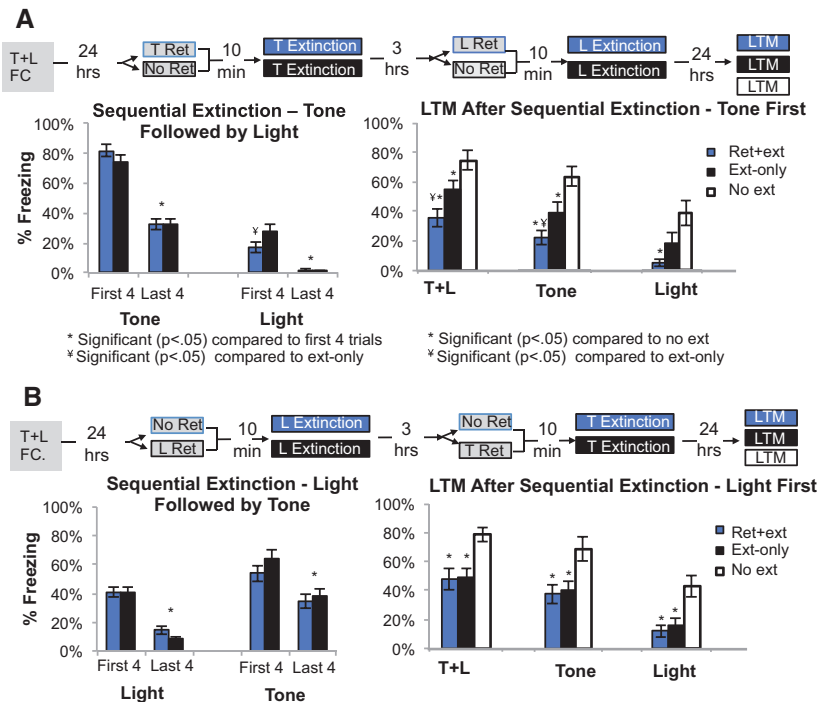 A
T+L
FC
24
hrs
T Ret
No Ret
10
min
T Extinction
T Extinction
3
hrs
L Ret
No Ret
10
min
L Extinction
L Extinction
24
hrs
LTM
LTM
LTM
Sequential Extinction – Tone
Followed by Light
% Freezing
100%
80%
60%
40%
20%
0%
*
¥
*
First 4 Last 4
First 4 Last 4
Tone
Light
* Significant (p<.05) compared to first 4 trials
¥ Significant (p<.05) compared to ext-only
LTM After Sequential Extinction - Tone First
100%
80%
60%
40%
20%
0%
¥* *
*¥ *
*
Ret+ext
Ext-only
No ext
T+L
Tone
Light
* Significant (p<.05) compared to no ext
¥ Significant (p<.05) compared to ext-only
B
T+L
FC.
24
hrs
No Ret
L Ret
10
min
L Extinction
L Extinction
3
hrs
No Ret
T Ret
10
min
T Extinction
T Extinction
24
hrs
LTM
LTM
LTM
Sequential Extinction - Light
Followed by Tone
% Freezing
100%
80%
60%
40%
20%
0%
*
*
First 4 Last 4
First 4 Last 4
Light
Tone
LTM After Sequential Extinction - Light First
100%
80%
60%
40%
20%
0%
* *
* *
* *
Ret+ext
Ext-only
No ext
T+L
Tone
Light